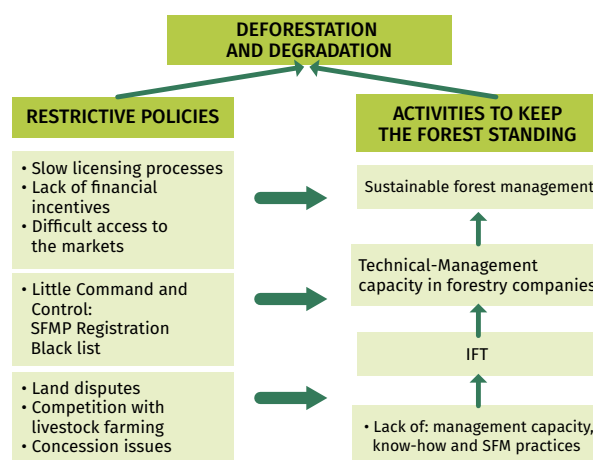 DEFORESTATION
AND DEGRADATION
RESTRICTIVE POLICIES
• Slow licensing processes
• Lack of financial
incentives
• Difficult access to
the markets
• Little Command and
Control:
SFMP Registration
Black list
• Land disputes
• Competition with
livestock farming
• Concession issues
ACTIVITIES TO KEEP
THE FOREST STANDING
Sustainable forest management
Technical-Management
capacity in forestry companies
IFT
• Lack of: management capacity,
know-how and SFM practices